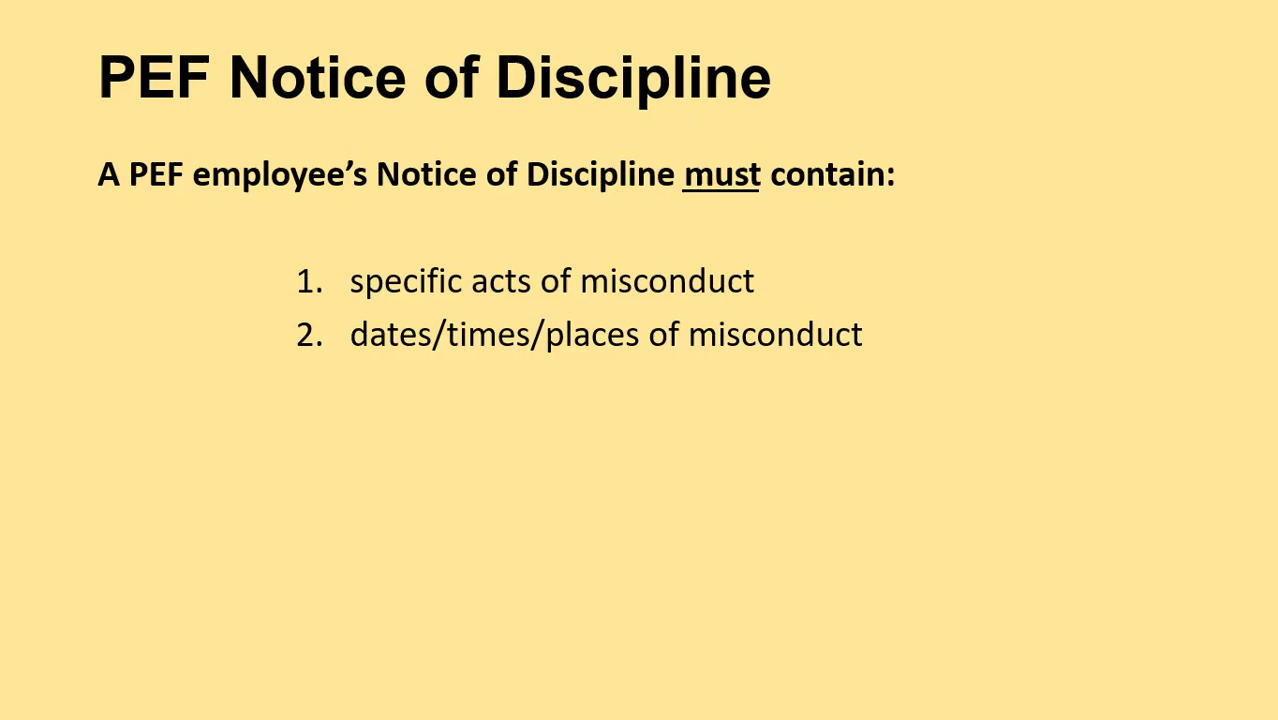 PEF Notice of Discipline
A PEF employee’s Notice of Discipline must contain:
1. specific acts of misconduct
2. dates/times/places of misconduct